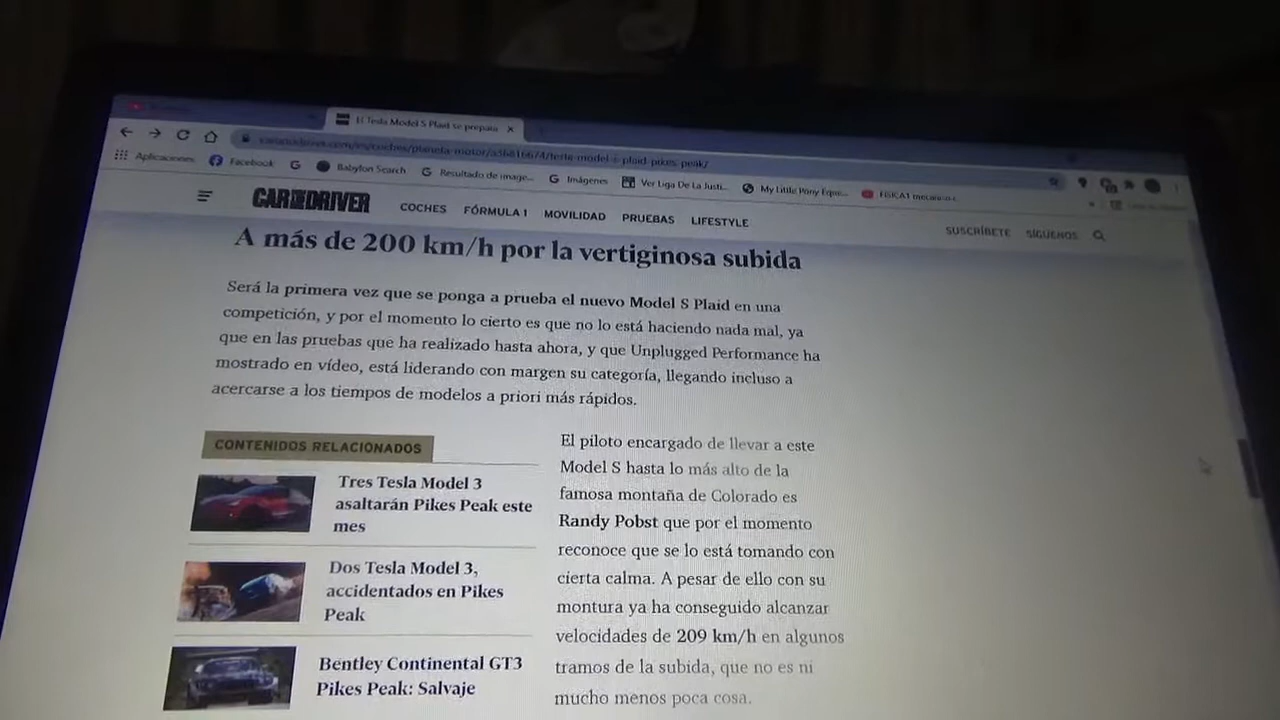 El Tesla Model S Plaid se prepara
Aplicaciones
Facebook
Babylon Search
Resultado de image...
Imágenes
Ver Liga De La Justi...
My Little Pony Eque...
CAR AND DRIVER
COCHES
FÓRMULA 1
MOVILIDAD
PRUEBAS
LIFESTYLE
SUSCRÍBETE
SÍGUENOS
A más de 200 km/h por la vertiginosa subida
Será la primera vez que se ponga a prueba el nuevo Model S Plaid en una
competición, y por el momento lo cierto es que no lo está haciendo nada mal, ya
que en las pruebas que ha realizado hasta ahora, y que Unplugged Performance ha
mostrado en vídeo, está liderando con margen su categoría, llegando incluso a
acercarse a los tiempos de modelos a priori más rápidos.
CONTENIDOS RELACIONADOS
Tres Tesla Model 3
asaltarán Pikes Peak este
mes
Dos Tesla Model 3,
accidentados en Pikes
Peak
Bentley Continental GT3
Pikes Peak: Salvaje
El piloto encargado de llevar a este
Model S hasta lo más alto de la
famosa montaña de Colorado es
Randy Pobst que por el momento
reconoce que se lo está tomando con
cierta calma. A pesar de ello con su
montura ya ha conseguido alcanzar
velocidades de 209 km/h en algunos
tramos de la subida, que no es ni
mucho menos poca cosa.